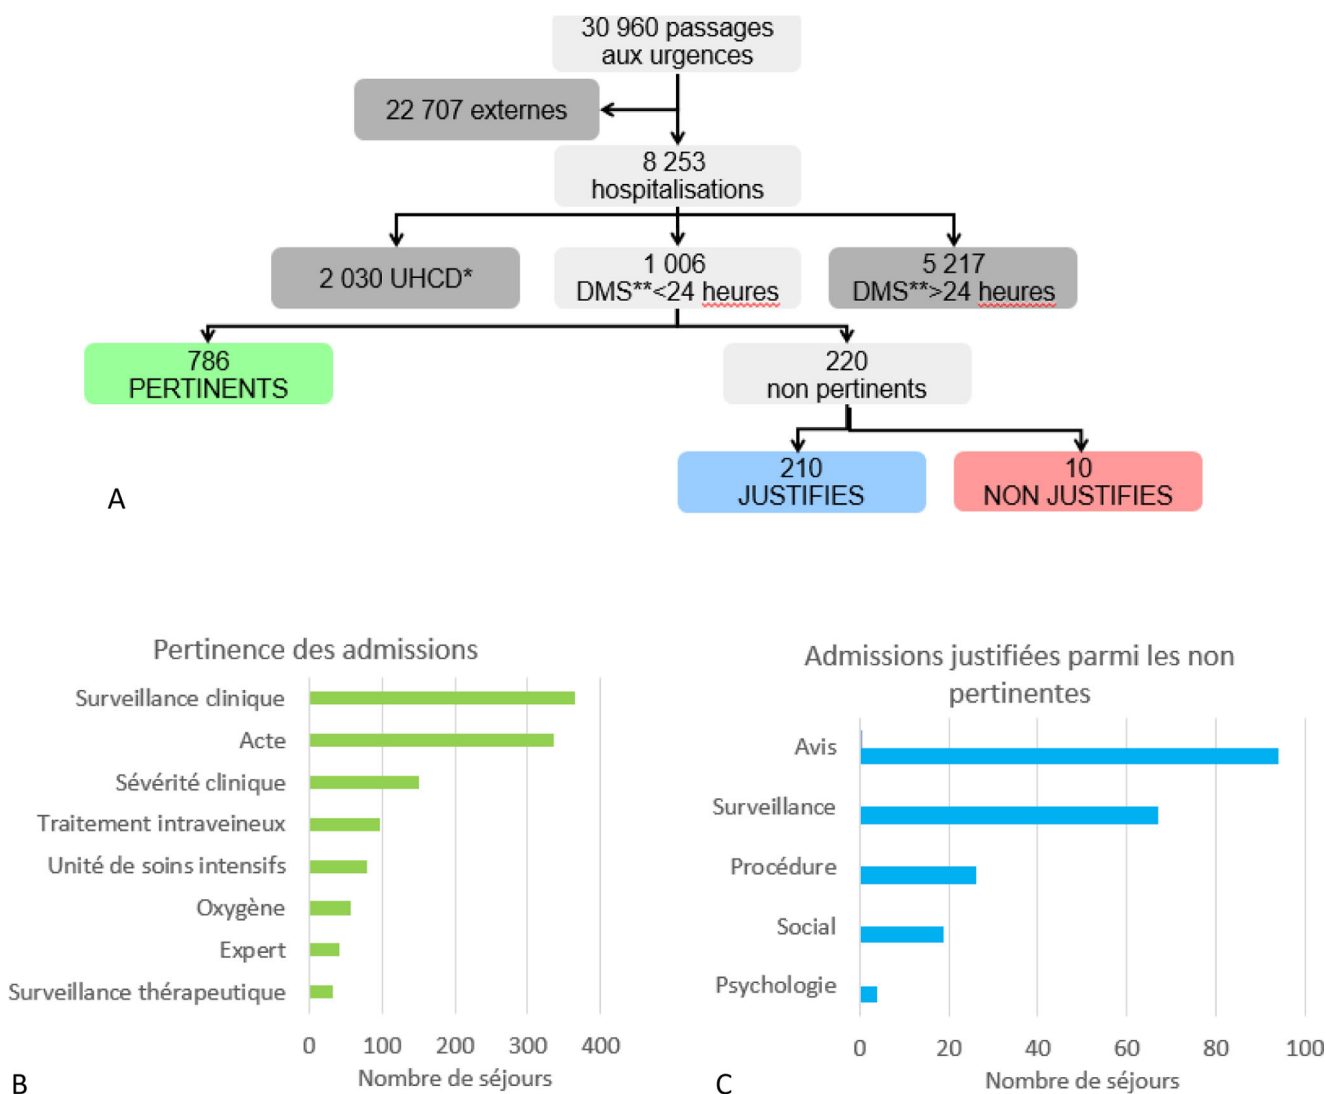 30 960 passages
aux urgences
22 707 externes
8 253
hospitalisations
2 030 UHCD*
1 006
DMS**<24 heures
5 217
DMS**>24 heures
786
PERTINENTS
220
non pertinents
210
JUSTIFIES
10
NON JUSTIFIES
A
Pertinence des admissions
Surveillance clinique
Acte
Sévérité clinique
Traitement intraveineux
Unité de soins intensifs
Oxygène
Expert
Surveillance thérapeutique
0 100 200 300 400
Nombre de séjours
B
Admissions justifiées parmi les non
pertinentes
Avis
Surveillance
Procédure
Social
Psychologie
0 20 40 60 80 100
Nombre de séjours
C